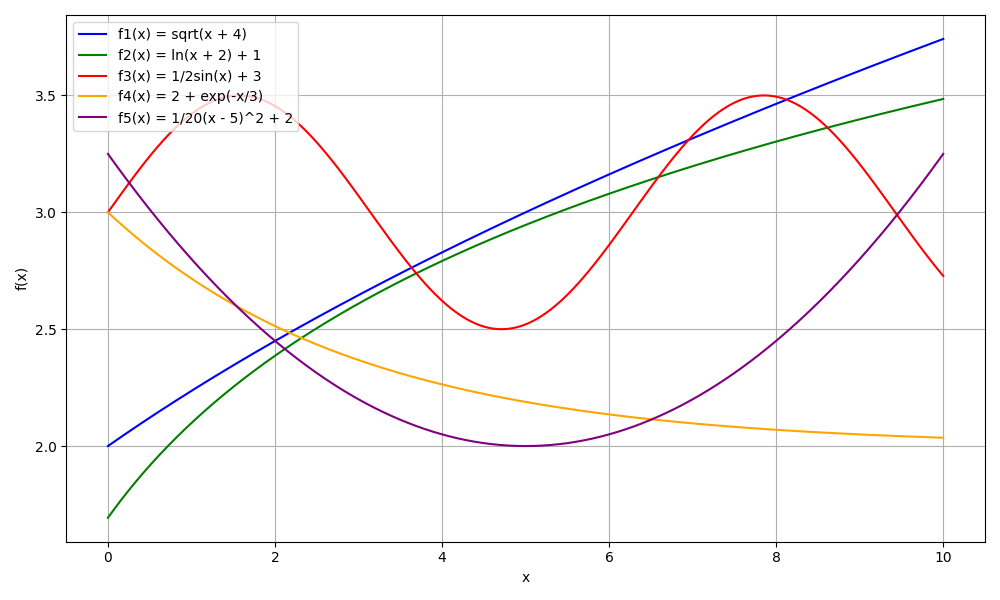 f1(x) = sqrt(x + 4)
f2(x) = ln(x + 2) + 1
f3(x) = 1/2sin(x) + 3
f4(x) = 2 + exp(-x/3)
f5(x) = 1/20(x - 5)^2 + 2
3.5
3.0
2.5
2.0
f(x)
0 2 4 6 8 10
x